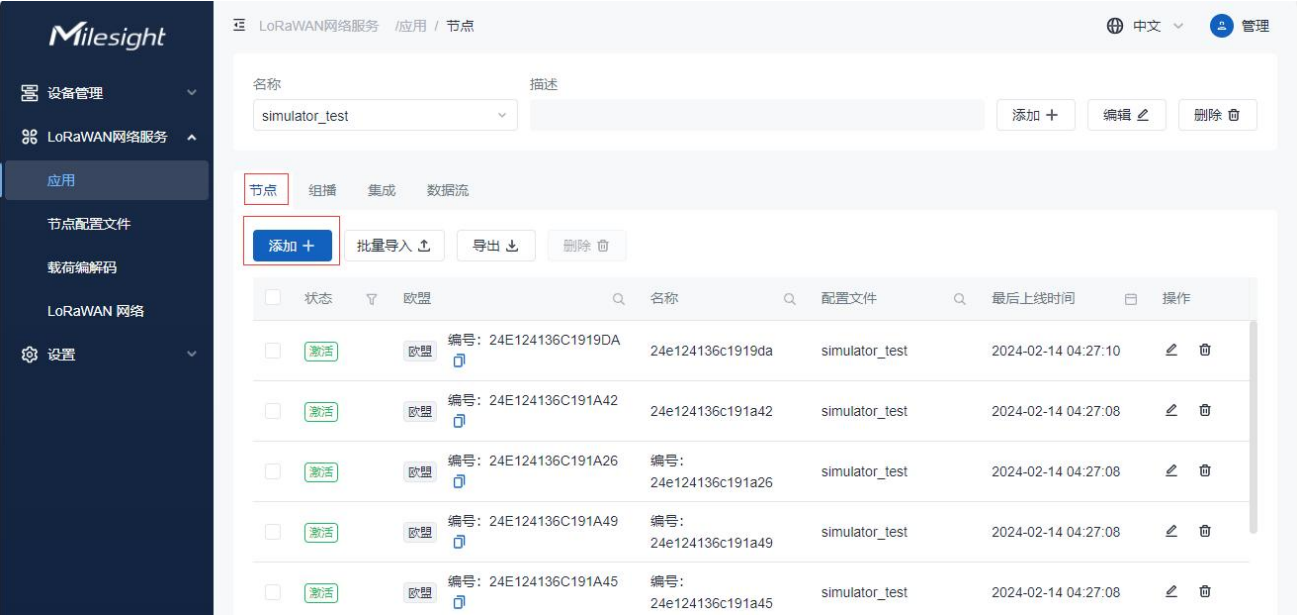 Milesight
LoRaWAN网络服务 /应用 / 节点
中文
管理
设备管理
LoRaWAN网络服务
应用
节点配置文件
载荷编解码
LoRaWAN 网络
设置
名称
描述
simulator_test
添加
编辑
删除
节点 组播 集成 数据流
添加 批量导入 导出 删除
状态 欧盟 名称 配置文件 最后上线时间 操作
激活 欧盟 编号：24E124136C1919DA 24e124136c1919da simulator_test 2024-02-14 04:27:10
激活 欧盟 编号：24E124136C191A42 24e124136c191a42 simulator_test 2024-02-14 04:27:08
激活 欧盟 编号：24E124136C191A26 编号： simulator_test 2024-02-14 04:27:08
24e124136c191a26
激活 欧盟 编号：24E124136C191A49 编号： simulator_test 2024-02-14 04:27:08
24e124136c191a49
激活 欧盟 编号：24E124136C191A45 编号： simulator_test 2024-02-14 04:27:08
24e124136c191a45